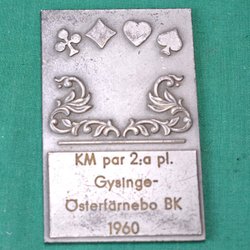 KM par 2:a pl.
Gysinge-
Österfärnebo BK
1960